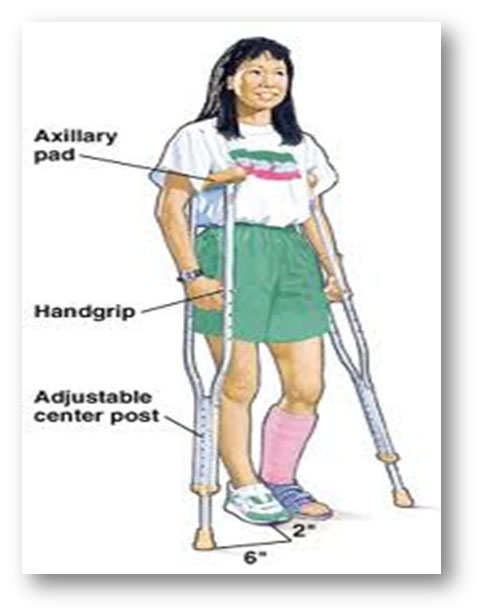 Axillary
pad
Handgrip
Adjustable
center post
2"
6"